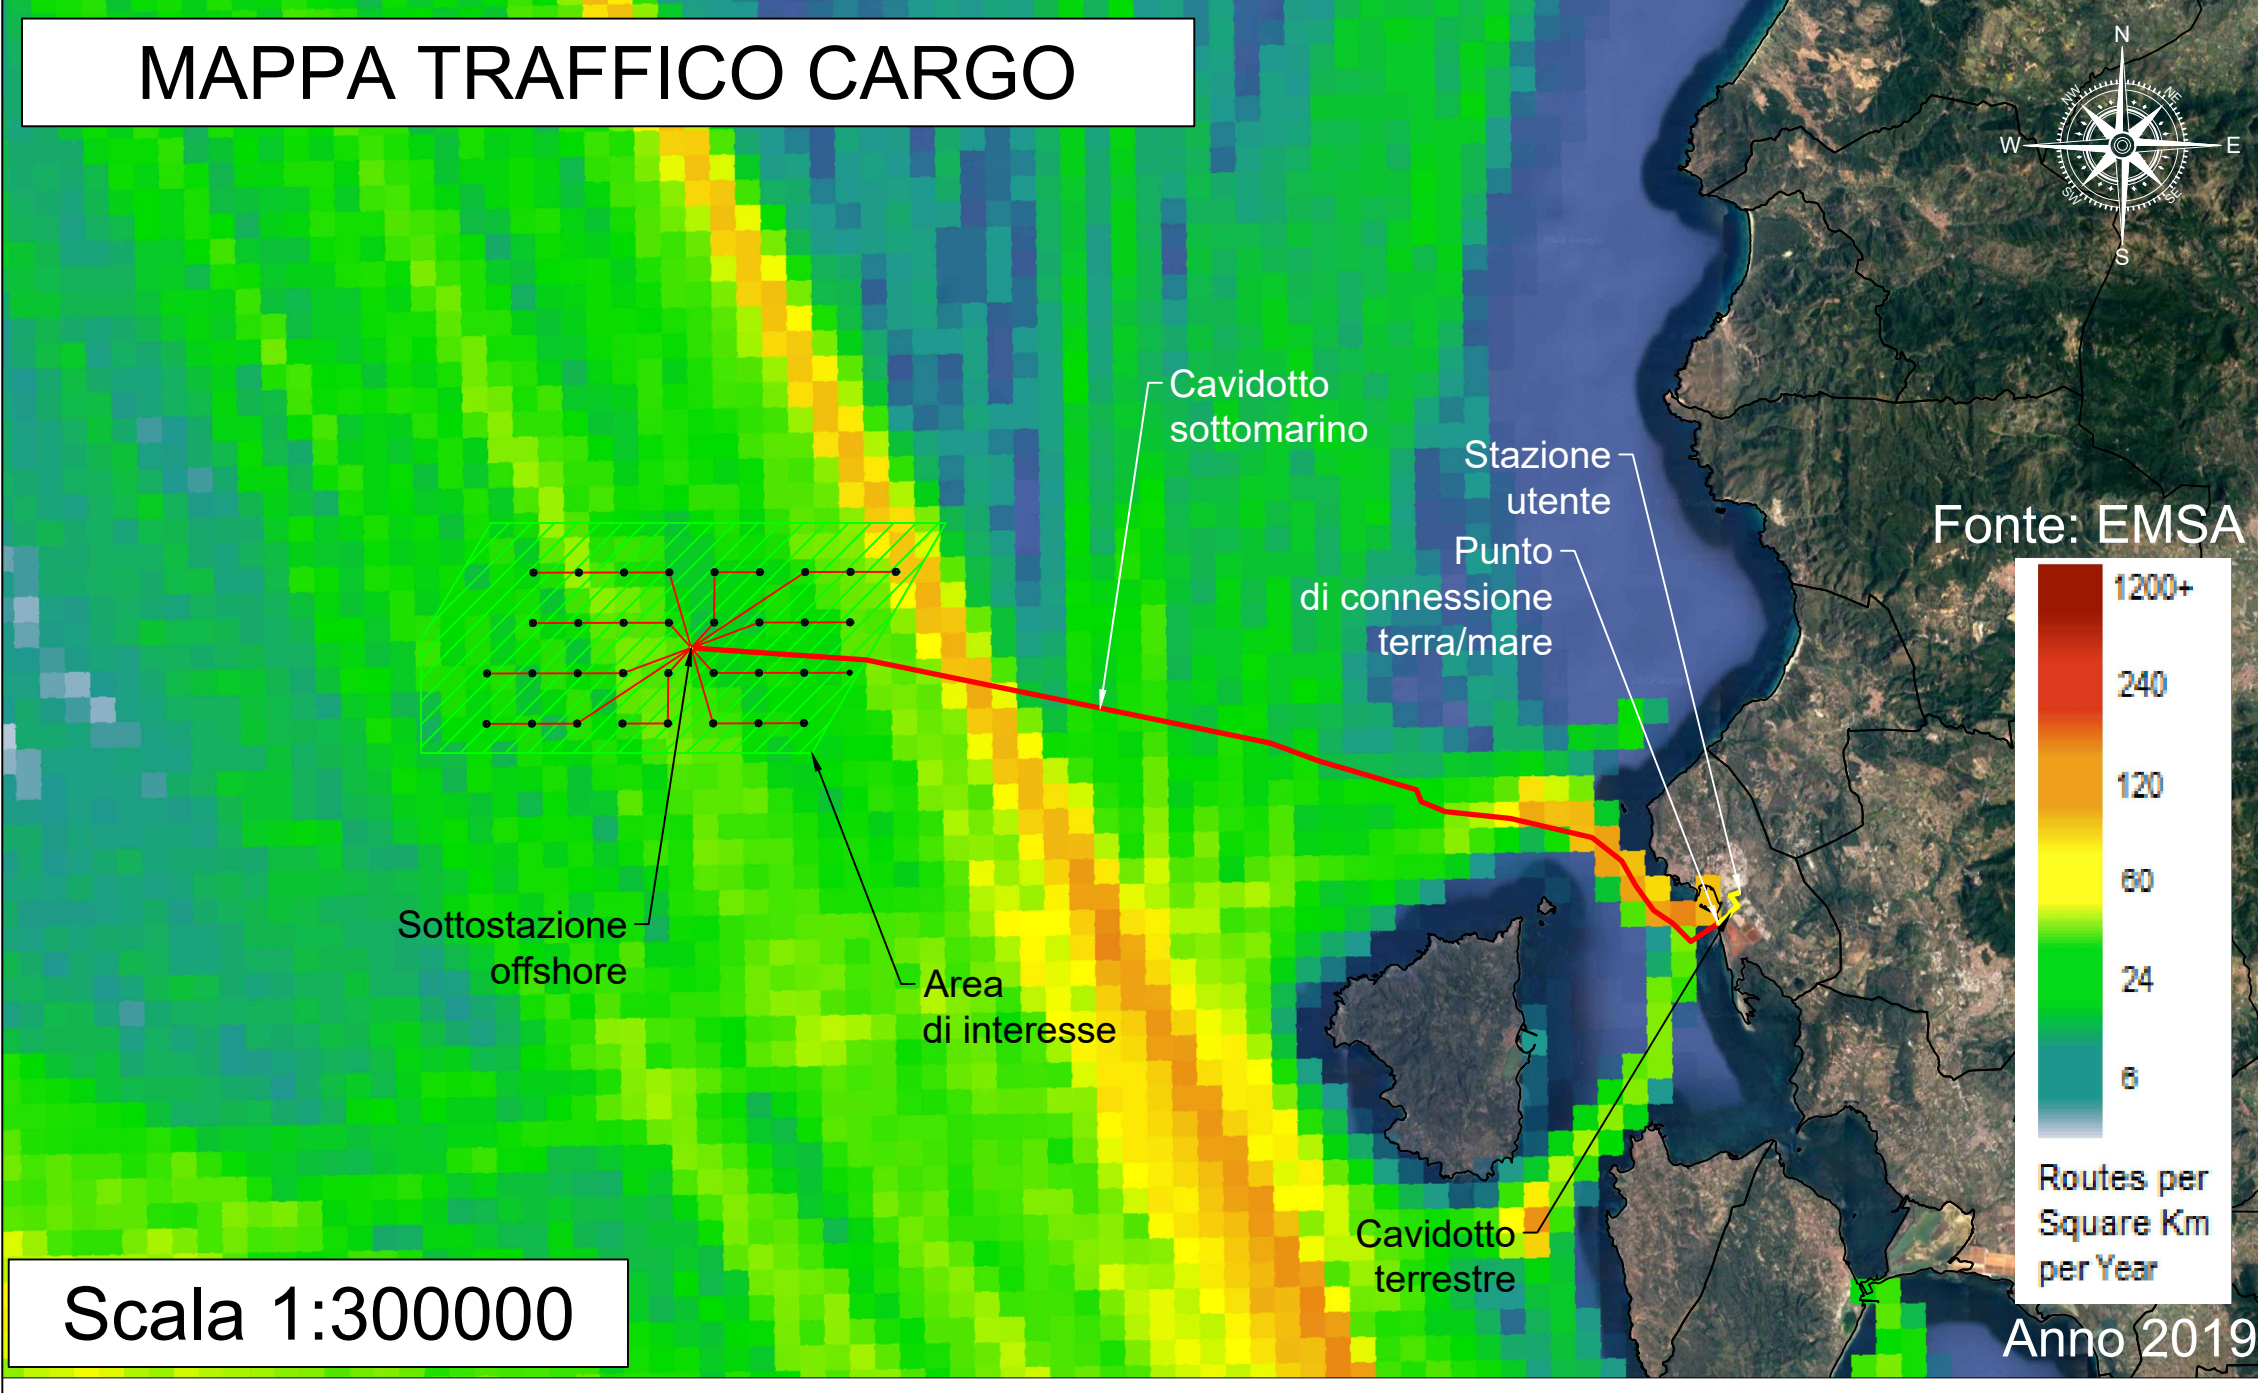 MAPPA TRAFFICO CARGO
N
NW
NE
W
E
SW
SE
S
Cavidotto
sottomarino
Stazione
utente
Punto
di connessione
terra/mare
Fonte: EMSA
1200+
240
120
60
24
6
Routes per
Square Km
per Year
Anno 2019
Sottostazione
offshore
Area
di interesse
Cavidotto
terrestre
Scala 1:300000